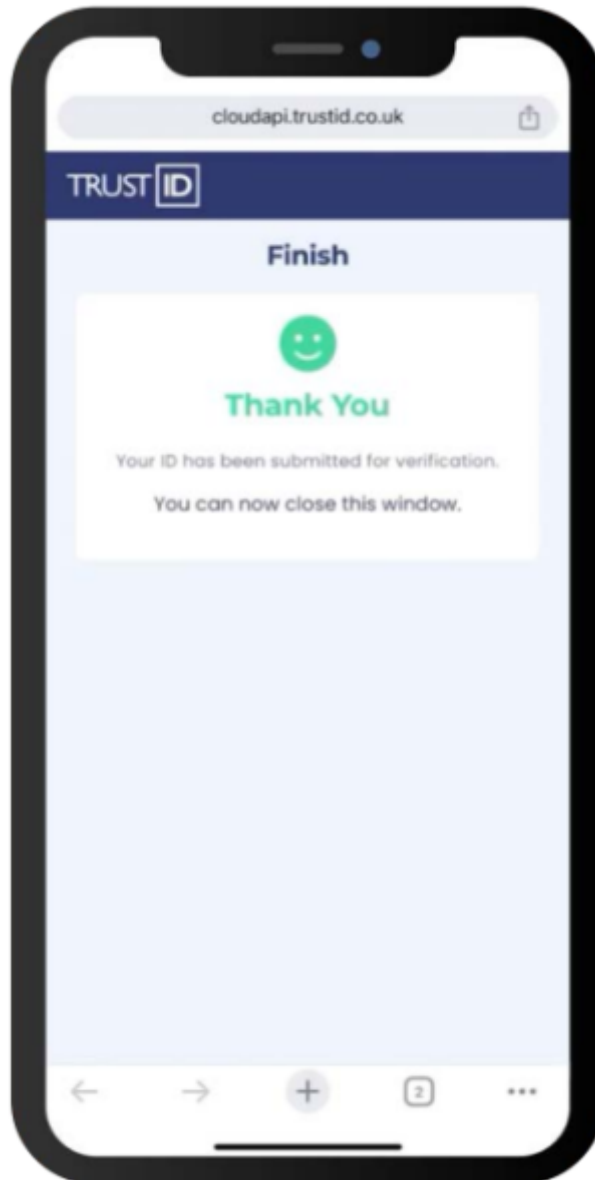 cloudapi.trustid.co.uk
TRUST ID
Finish
Thank You
Your ID has been submitted for verification.
You can now close this window.
2